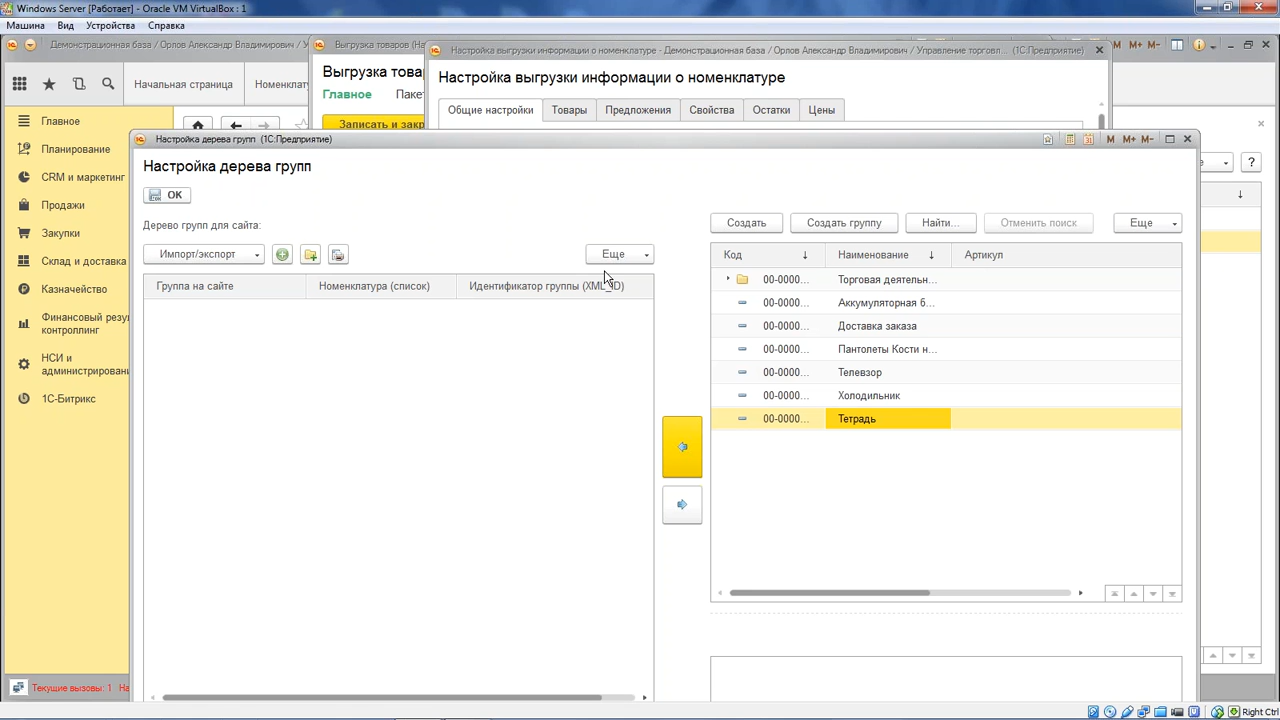 Windows Server [Работает] - Oracle VM VirtualBox : 1
Машина Вид Устройства Справка
Демонстрационная база / Орлов Александр Владимирович / У
Выгрузка товаров (На
Настройка выгрузки информации о номенклатуре - Демонстрационная база / Орлов Александр Владимирович / Управление торговл... (1С:Предприятие)
M M+ M−
Начальная страница
Номенклат
Выгрузка това
Главное Паке
Записать и закр
Настройка выгрузки информации о номенклатуре
Общие настройки Товары Предложения Свойства Остатки Цены
Главное
Планирование
CRM и маркетинг
Продажи
Закупки
Склад и доставка
Казначейство
Финансовый резу
контроллинг
НСИ и
администрировани
1С-Битрикс
Текущие вызовы: 1 На
Настройка дерева групп (1С:Предприятие)
M M+ M−
Настройка дерева групп
OK
Дерево групп для сайта:
Импорт/экспорт
Еще
Группа на сайте Номенклатура (список) Идентификатор группы (XML_ID)
Создать Создать группу Найти... Отменить поиск Еще
Код ↓ Наименование ↓ Артикул
00-0000... Торговая деятельн...
00-0000... Аккумуляторная б...
00-0000... Доставка заказа
00-0000... Пантолеты Кости н...
00-0000... Телевзор
00-0000... Холодильник
00-0000... Тетрадь
е
?
↓
Right Ctrl